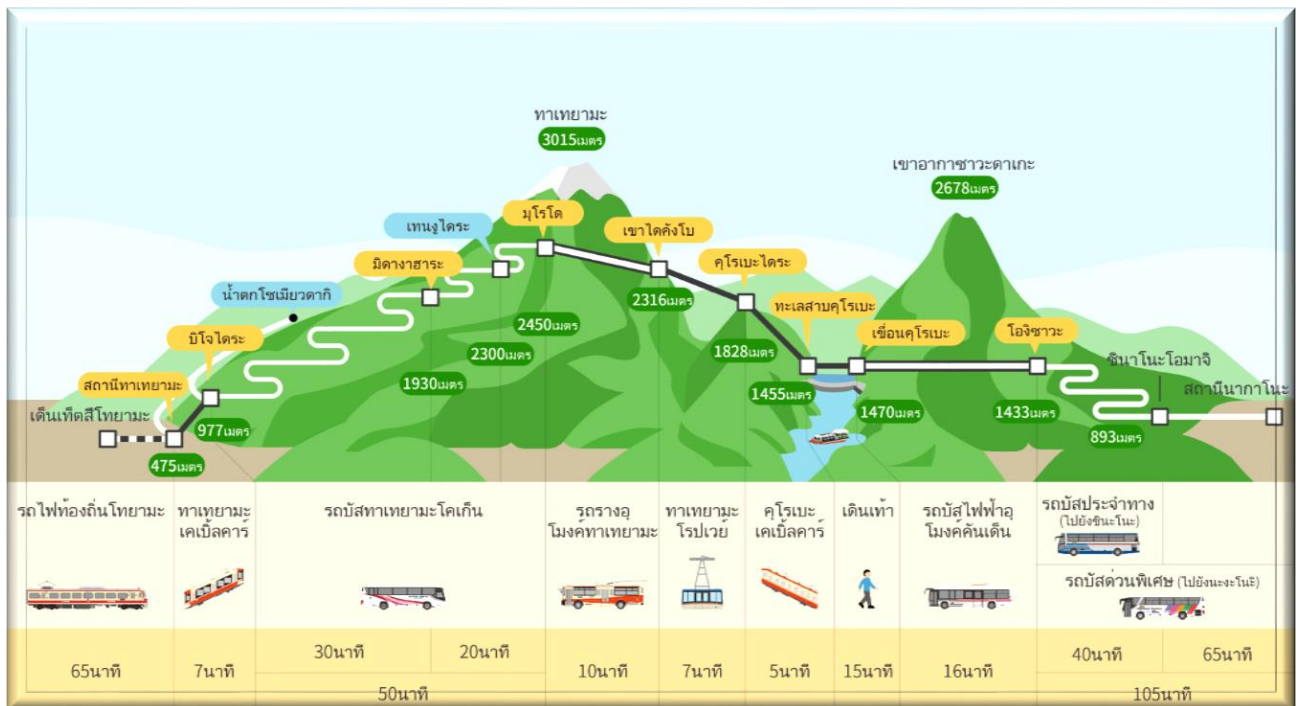 ทาเทยามะ
3015เมตร
เขาอากาซาวะดาเกะ
2678เมตร
มุโรโด
เทนงูไดระ
เขาไดคังโบ
มิดางาฮาระ
คุโรเบะไดระ
น้ำตกโชเมียวดากิ
2316เมตร
ทะเลสาบคุโรเบะ
2450เมตร
บิโจไดระ
เขื่อนคุโรเบะ
โองิซาวะ
2300เมตร
1828เมตร
ชินาโนะโอมาจิ
1930เมตร
สถานีทาเทยามะ
สถานีนากาโนะ
1455เมตร
เด็นเท็ตสึโทยามะ
1470เมตร
1433เมตร
977เมตร
893เมตร
475เมตร
รถไฟท้องถิ่นโทยามะ
ทาเทยามะ
เคเบิ้ลคาร์
รถบัสทาเทยามะโคเก็น
รถรางอุ
โมงค์ทาเทยามะ
ทาเทยามะ
โรปเวย์
คุโรเบะ
เคเบิ้ลคาร์
เดินเท้า
รถบัสไฟฟ้าอุ
โมงค์คันเด็น
รถบัสประจำทาง
(ไปยังชินะโนะ)
รถบัสด่วนพิเศษ (ไปยังนะงะโนะ)
65นาที
7นาที
30นาที
20นาที
50นาที
10นาที
7นาที
5นาที
15นาที
16นาที
40นาที
65นาที
105นาที